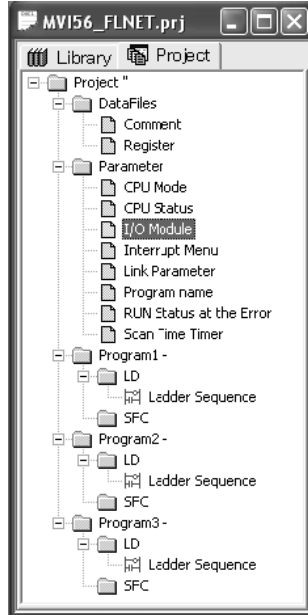 MVI56_FLNET.prj
Library Project
Project "
DataFiles
Comment
Register
Parameter
CPU Mode
CPU Status
I/O Module
Interrupt Menu
Link Parameter
Program name
RUN Status at the Error
Scan Time Timer
Program1 -
LD
Ladder Sequence
SFC
Program2 -
LD
Ladder Sequence
SFC
Program3 -
LD
Ladder Sequence
SFC